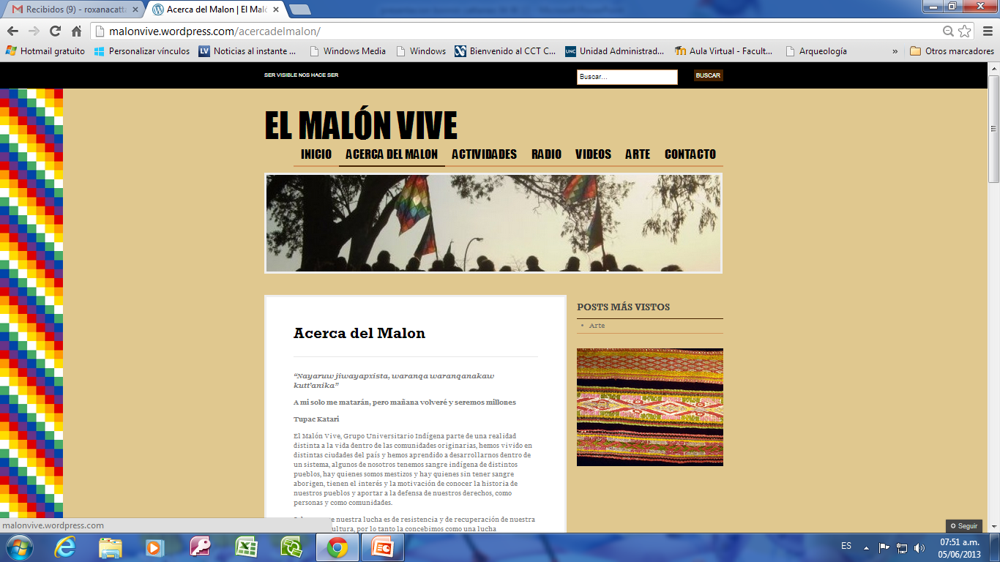 Recibidos (9) - roxanacatta
Acerca del Malon | El Maló
malonvive.wordpress.com/acercadelmalon/
Hotmail gratuito
Personalizar vínculos
LV Noticias al instante ...
Windows Media
Windows
Bienvenido al CCT C...
UNC Unidad Administrad...
Aula Virtual - Facult...
Arqueología
»
Otros marcadores
SER VISIBLE NOS HACE SER
Buscar...
BUSCAR
EL MALÓN VIVE
INICIO ACERCA DEL MALON ACTIVIDADES RADIO VIDEOS ARTE CONTACTO
Acerca del Malon
“Nayaruw jiwayapxista, waranqa waranqanakaw
kutt’anika”
A mi solo me matarán, pero mañana volveré y seremos millones
Tupac Katari
El Malón Vive, Grupo Universitario Indígena parte de una realidad
distinta a la vida dentro de las comunidades originarias, hemos vivido en
distintas ciudades del país y hemos aprendido a desarrollarnos dentro de
un sistema, algunos de nosotros tenemos sangre indígena de distintos
pueblos, hay quienes somos mestizos y hay quienes sin tener sangre
aborigen, tienen el interés y la motivación de conocer la historia de
nuestros pueblos y aportar a la defensa de nuestros derechos, como
personas y como comunidades.
nuestra lucha es de resistencia y de recuperación de nuestra
cultura, por lo tanto la concebimos como una lucha
POSTS MÁS VISTOS
Arte
malonvive.wordpress.com
Seguir
ES
07:51 a.m.
05/06/2013